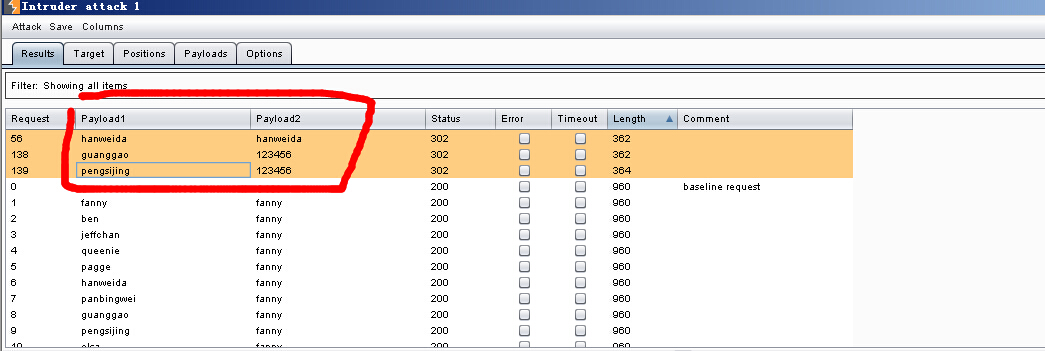 Intruder attack 1
Attack Save Columns
Results Target Positions Payloads Options
Filter: Showing all items
Request Payload1 Payload2 Status Error Timeout Length Comment
56 hanweida hanweida 302 362
138 guanggao 123456 302 362
139 pengsijing 123456 302 364
0 200 960 baseline request
1 fanny fanny 200 960
2 ben fanny 200 960
3 jeffchan fanny 200 960
4 queenie fanny 200 960
5 pagge fanny 200 960
6 hanweida fanny 200 960
7 panbingwei fanny 200 960
8 guanggao fanny 200 960
9 pengsijing fanny 200 960
10 elsa fanny 200 960